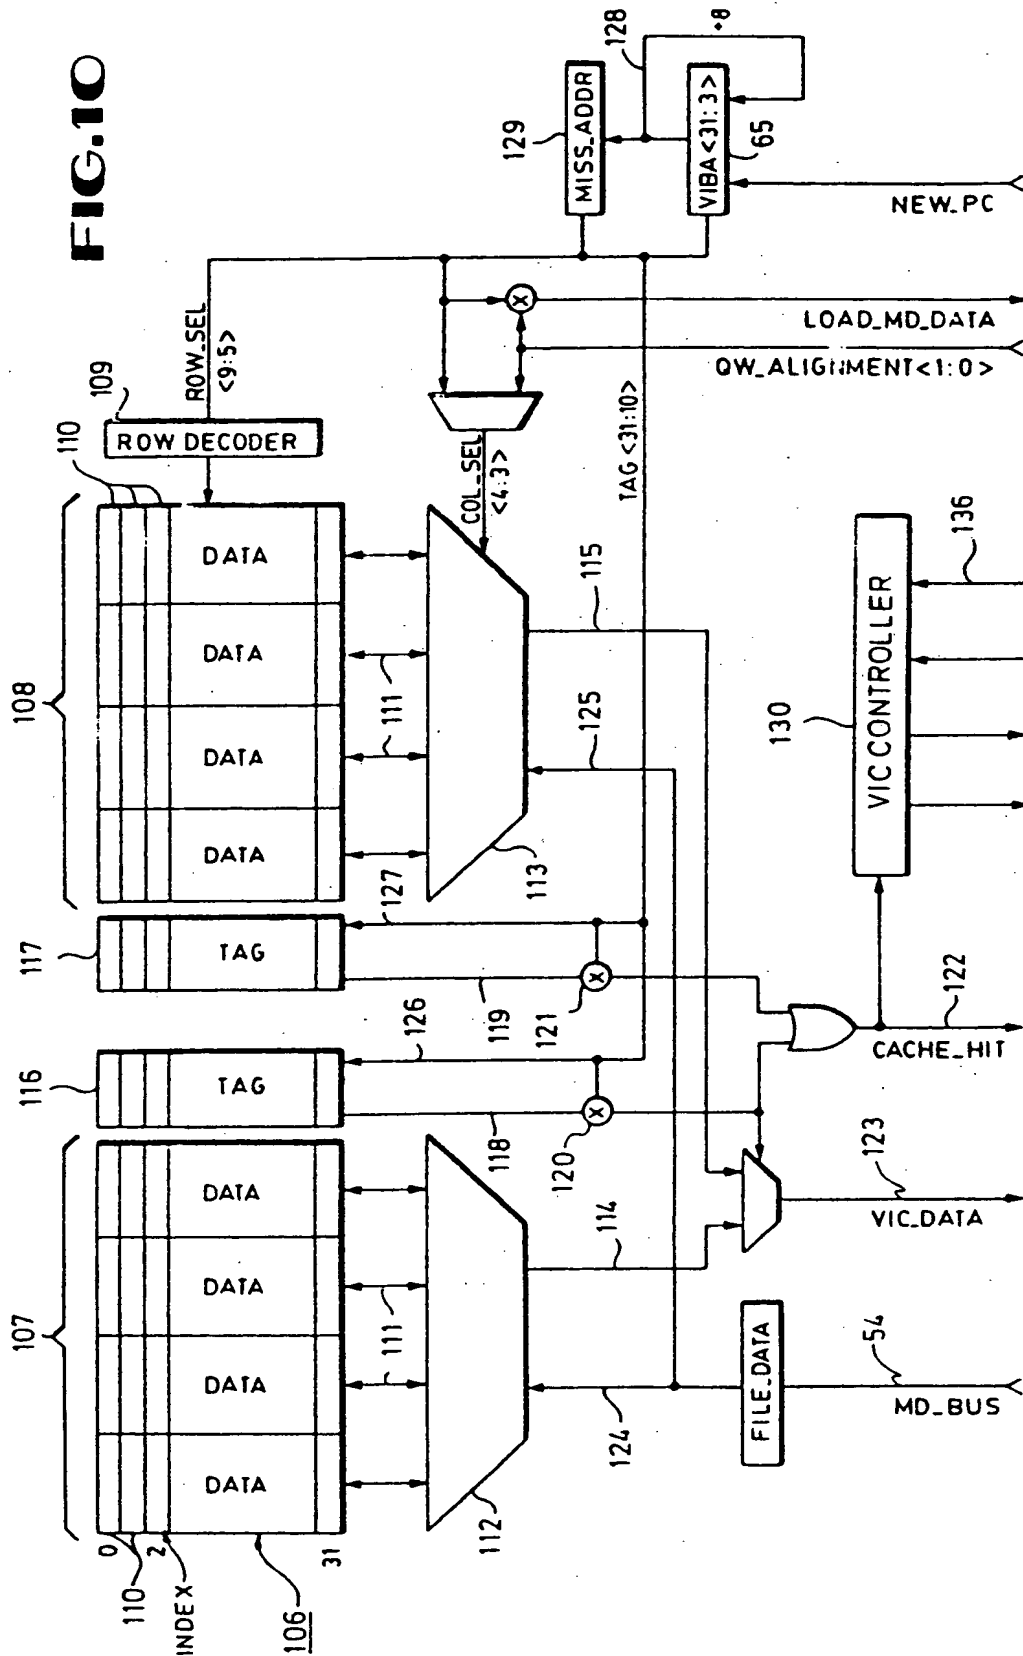 FIG.10
108
107
117
116
109
110
ROW DECODER
ROW_SEL
<9:5>
0
2
31
110
INDEX
106
DATA
DATA
DATA
DATA
TAG
TAG
DATA
DATA
DATA
DATA
111
111
112
113
COL_SEL
<4:3>
127
126
119
118
121
120
X
X
X
TAG<31:10>
129
MISS_ADDR
128
+8
VIBA<31:3>
65
NEW_PC
LOAD_MD_DATA
QW_ALIGNMENT<1:0>
115
125
114
124
130
VIC CONTROLLER
136
122
CACHE_HIT
123
VIC_DATA
FILE_DATA
54
MD_BUS